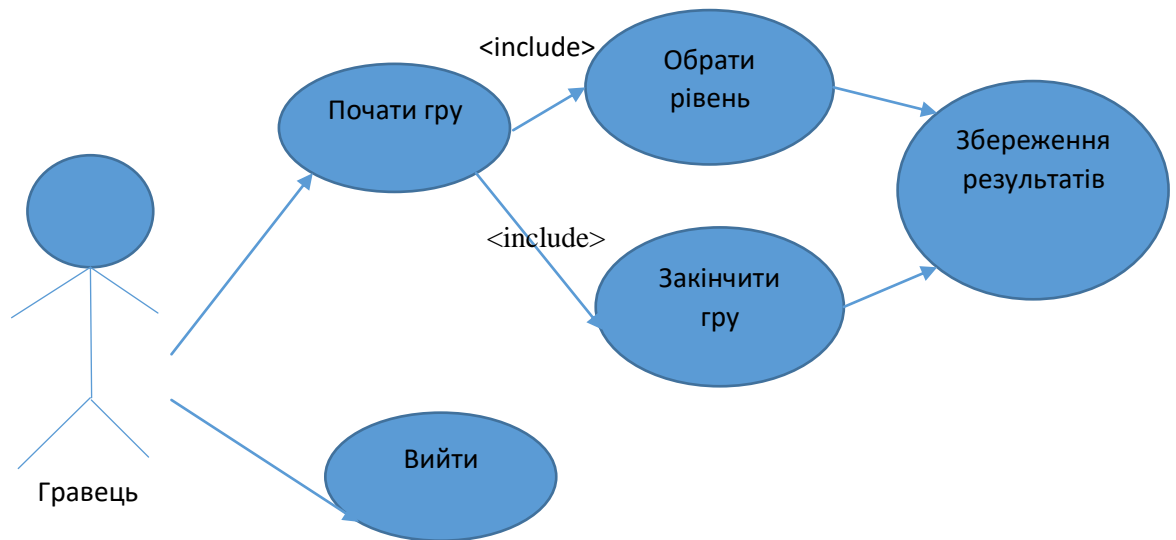 <include>
Почати гру
Обрати
рівень
Збереження
результатів
<include>
Закінчити
гру
Вийти
Гравець